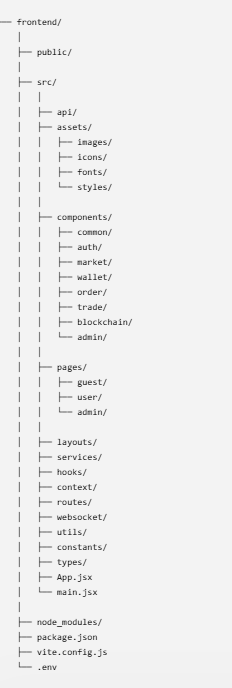 ── frontend/
│
├── public/
│
├── src/
│   │
│   ├── api/
│   ├── assets/
│   │   ├── images/
│   │   ├── icons/
│   │   ├── fonts/
│   │   └── styles/
│   │
│   ├── components/
│   │   ├── common/
│   │   ├── auth/
│   │   ├── market/
│   │   ├── wallet/
│   │   ├── order/
│   │   ├── trade/
│   │   ├── blockchain/
│   │   └── admin/
│   │
│   ├── pages/
│   │   ├── guest/
│   │   ├── user/
│   │   └── admin/
│   │
│   ├── layouts/
│   ├── services/
│   ├── hooks/
│   ├── context/
│   ├── routes/
│   ├── websocket/
│   ├── utils/
│   ├── constants/
│   ├── types/
│   ├── App.jsx
│   └── main.jsx
│
├── node_modules/
├── package.json
├── vite.config.js
└── .env